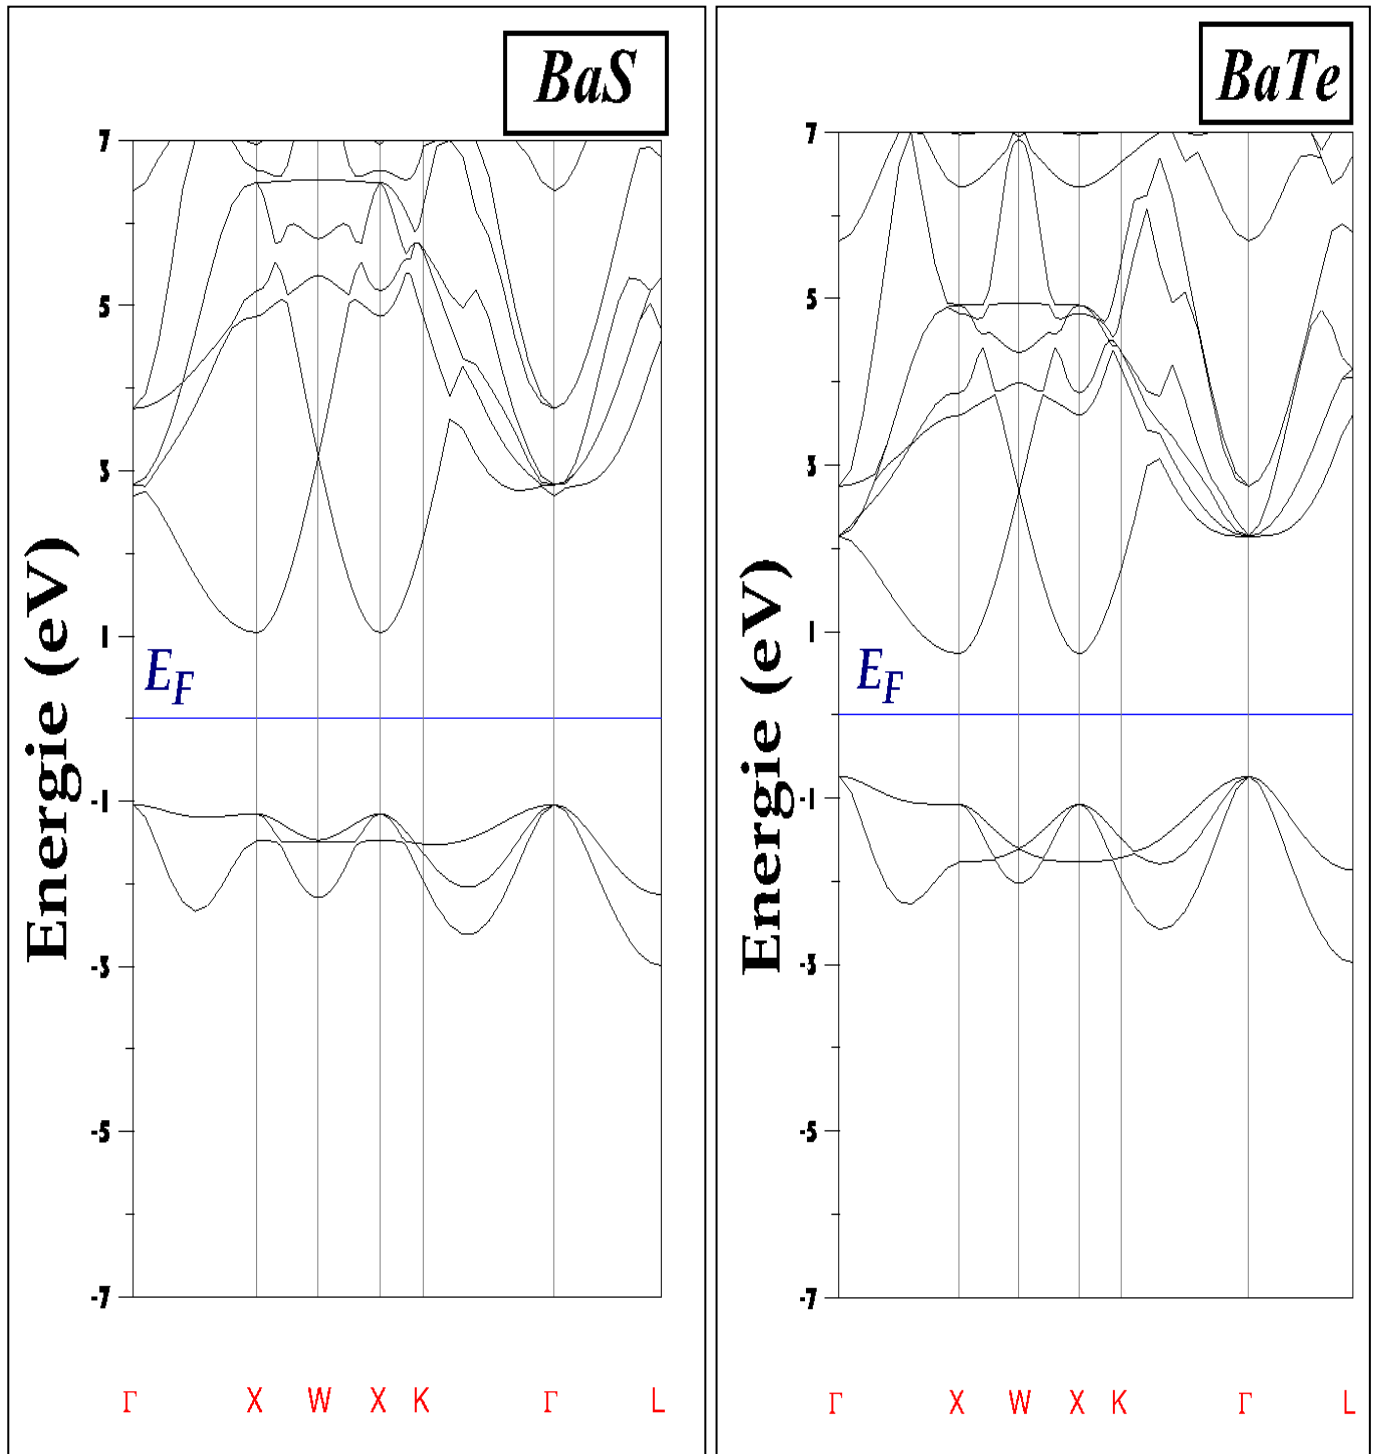 BaS
7
5
3
1
-1
-3
-5
-7
Energie (eV)
E_F
Γ X W X K Γ L
BaTe
7
5
3
1
-1
-3
-5
-7
Energie (eV)
E_F
Γ X W X K Γ L